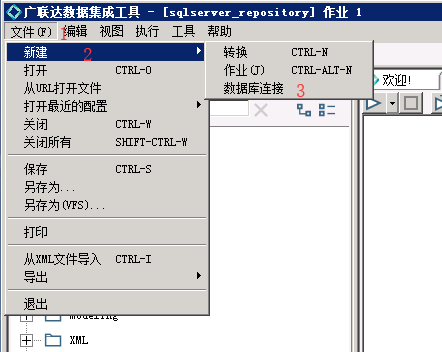 广联达数据集成工具 - [sqlserver_repository] 作业 1
文件(F) 1 编辑 视图 执行 工具 帮助
新建 2
转换 CTRL-N
作业(T) CTRL-ALT-N
数据库连接 3
打开 CTRL-O
从URL打开文件
打开最近的配置
关闭 CTRL-W
关闭所有 SHIFT-CTRL-W
保存 CTRL-S
另存为...
另存为(VFS)...
打印
从XML文件导入 CTRL-I
导出
退出
欢迎!
modeling
XML